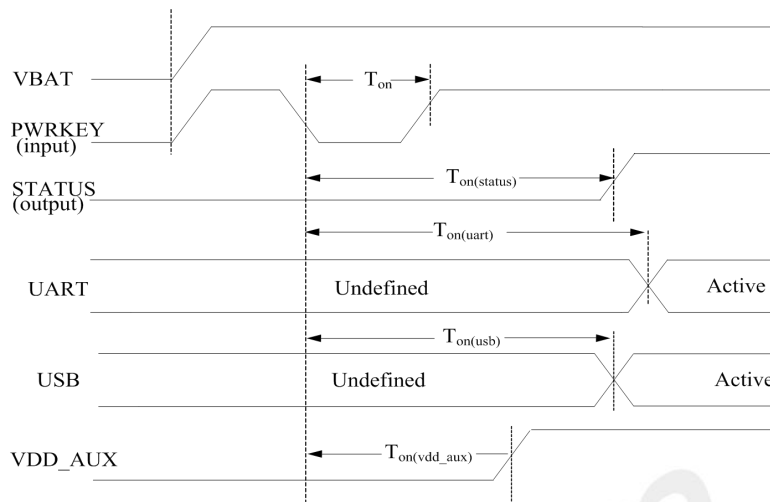 VBAT
Ton
PWRKEY
(input)
STATUS
(output)
Ton(status)
Ton(uart)
UART
Undefined
Active
Ton(usb)
USB
Undefined
Active
VDD_AUX
Ton(vdd_aux)